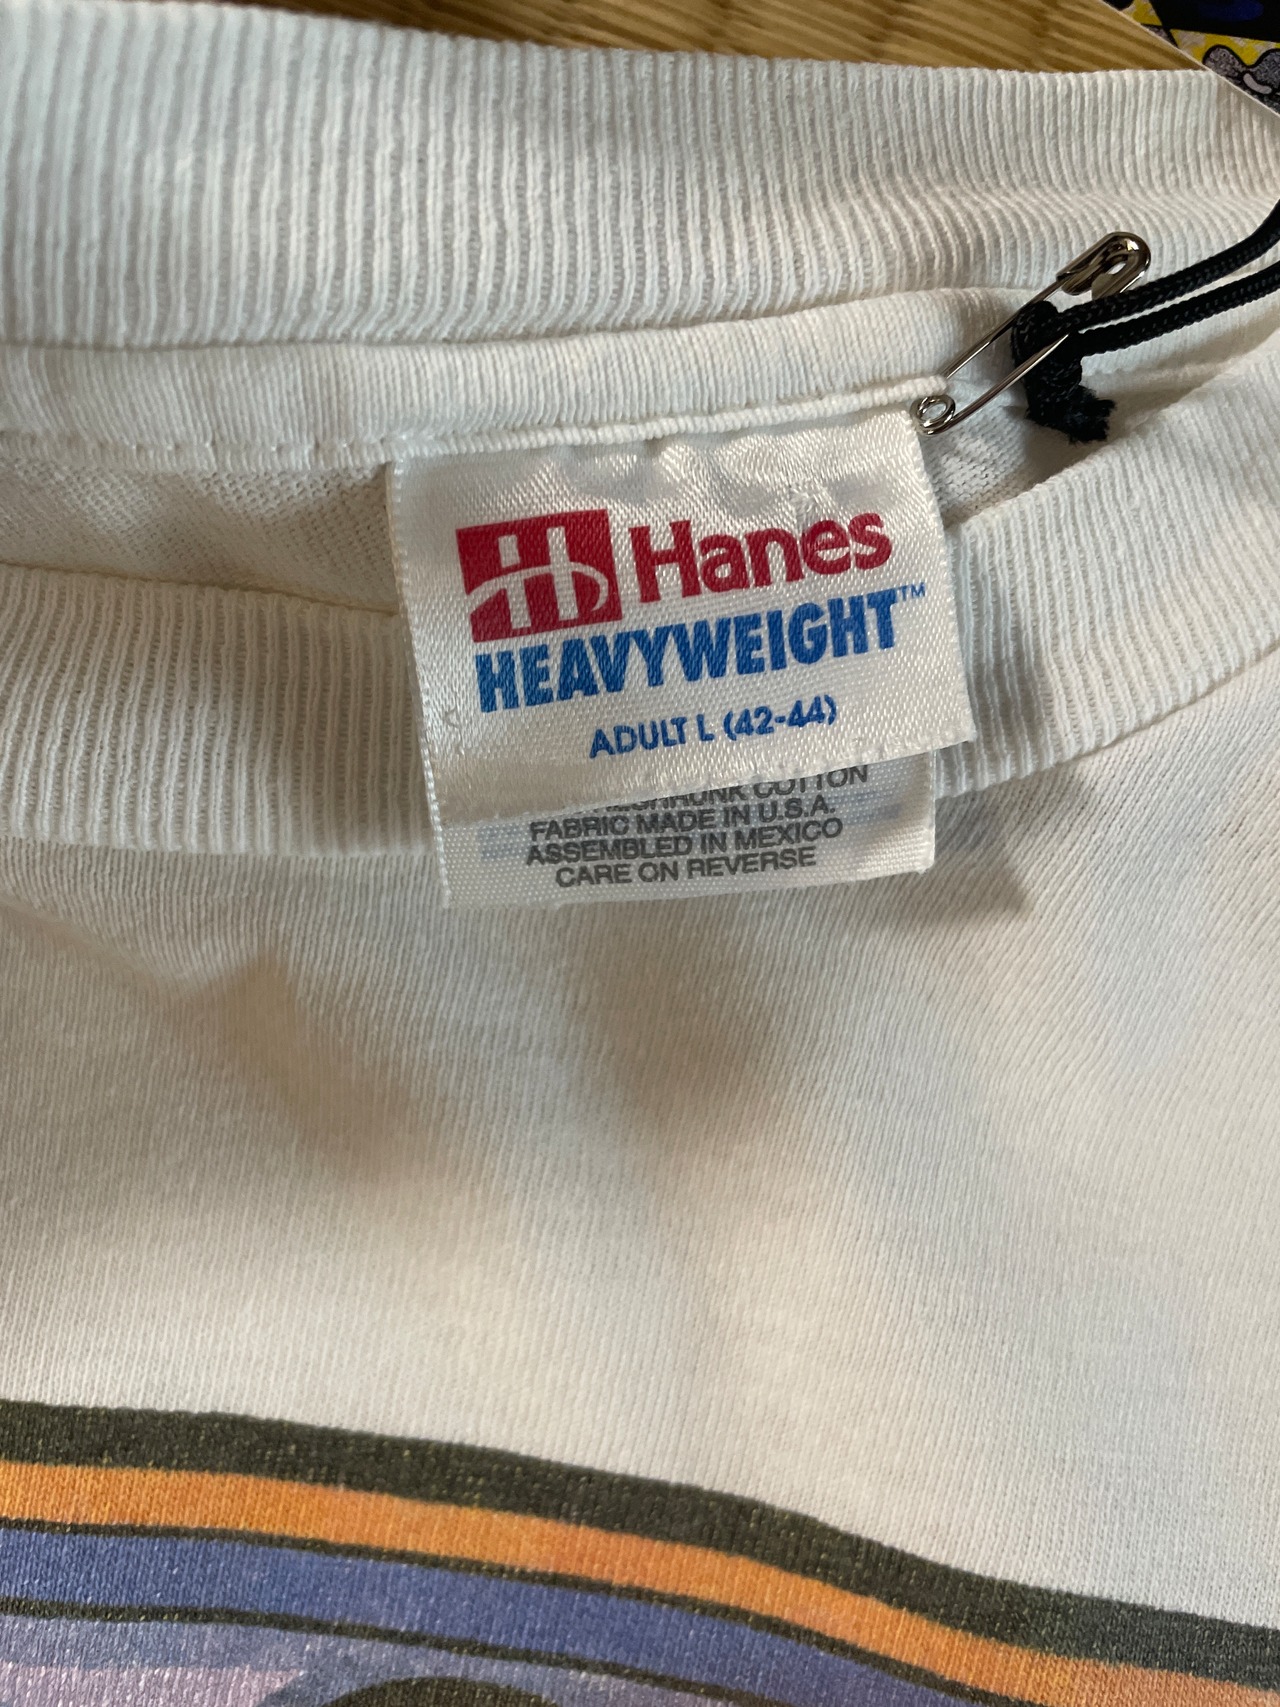 H Hanes
HEAVYWEIGHT™
ADULT L (42-44)
COTTON
FABRIC MADE IN U.S.A.
ASSEMBLED IN MEXICO
CARE ON REVERSE